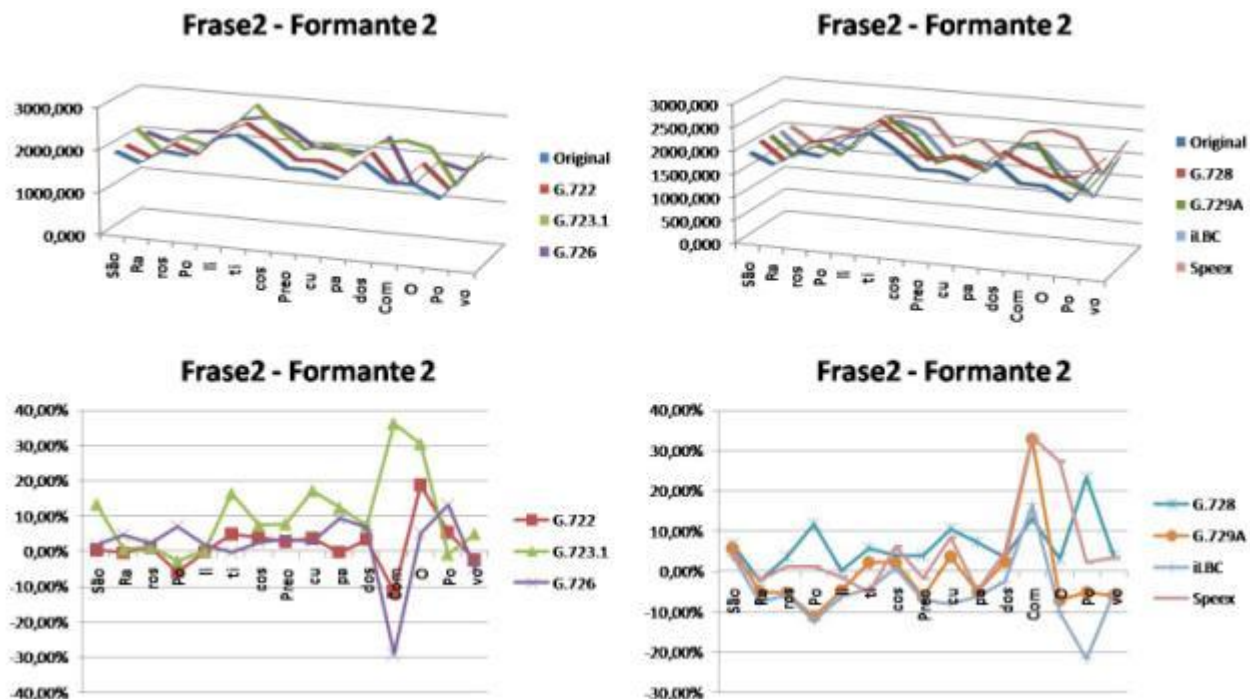 Frase2 - Formante 2
3000,000
2000,000
1000,000
0,000
São
Ra
ros
Po
li
ti
cos
Preo
cu
pa
dos
Com
O
Po
vo
Original
G.722
G.723.1
G.726
Frase2 - Formante 2
3000,000
2500,000
2000,000
1500,000
1000,000
500,000
0,000
São
Ra
ros
Po
li
ti
cos
Preo
cu
pa
dos
Com
O
Po
vo
Original
G.728
G.729A
iLBC
Speex
Frase2 - Formante 2
40,00%
30,00%
20,00%
10,00%
0,00%
-10,00%
-20,00%
-30,00%
-40,00%
São
Ra
ros
Po
li
ti
cos
Preo
cu
pa
dos
Com
O
Po
vo
G.722
G.723.1
G.726
Frase2 - Formante 2
40,00%
30,00%
20,00%
10,00%
0,00%
-10,00%
-20,00%
-30,00%
São
Ra
ros
Po
li
ti
cos
Preo
cu
pa
dos
Com
O
Po
vo
G.728
G.729A
iLBC
Speex